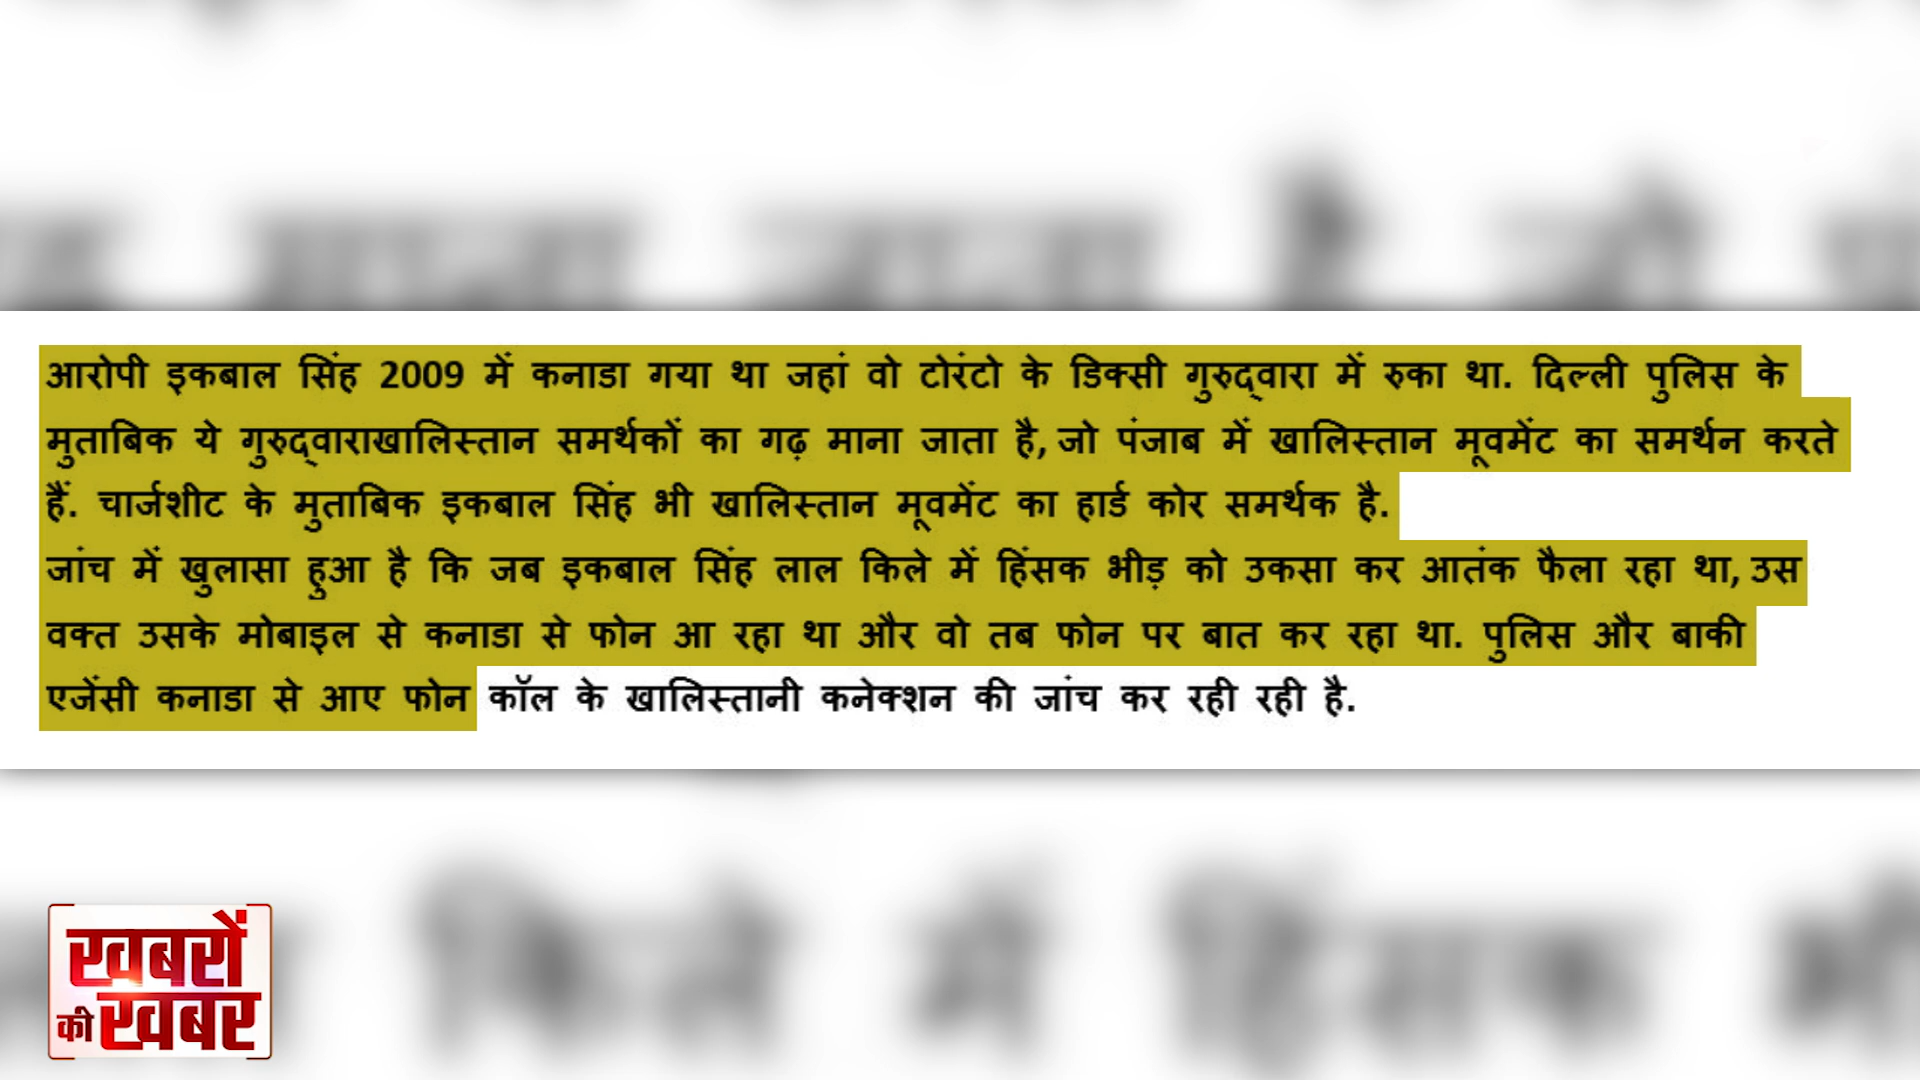 आरोपी इकबाल सिंह 2009 में कनाडा गया था जहां वो टोरंटो के डिक्सी गुरुद्वारा में रुका था. दिल्ली पुलिस के
मुताबिक ये गुरुद्वाराखालिस्तान समर्थकों का गढ़ माना जाता है, जो पंजाब में खालिस्तान मूवमेंट का समर्थन करते
हैं. चार्जशीट के मुताबिक इकबाल सिंह भी खालिस्तान मूवमेंट का हार्ड कोर समर्थक है.
जांच में खुलासा हुआ है कि जब इकबाल सिंह लाल किले में हिंसक भीड़ को उकसा कर आतंक फैला रहा था, उस
वक्त उसके मोबाइल से कनाडा से फोन आ रहा था और वो तब फोन पर बात कर रहा था. पुलिस और बाकी
एजेंसी कनाडा से आए फोन कॉल के खालिस्तानी कनेक्शन की जांच कर रही रही है.
खबरों
की खबर